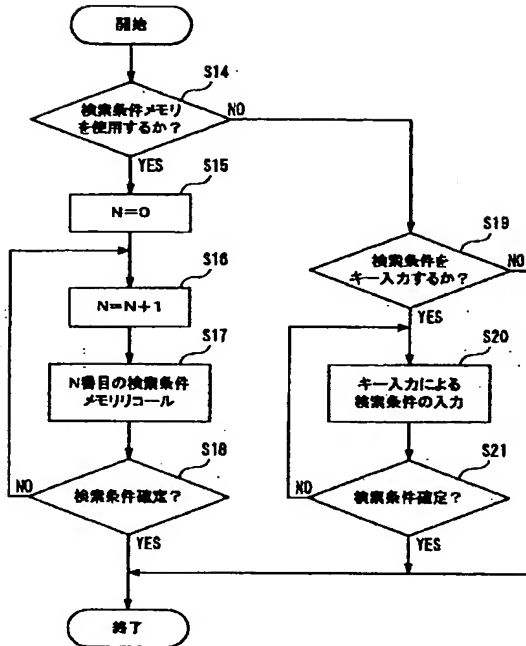 開始
S14
検索条件メモリ
を使用するか？
NO
YES
S15
N=0
S16
N=N+1
S17
N番目の検索条件
メモリリコール
S18
検索条件確定？
NO
YES
S19
検索条件を
キー入力するか？
NO
YES
S20
キー入力による
検索条件の入力
S21
検索条件確定？
NO
YES
終了